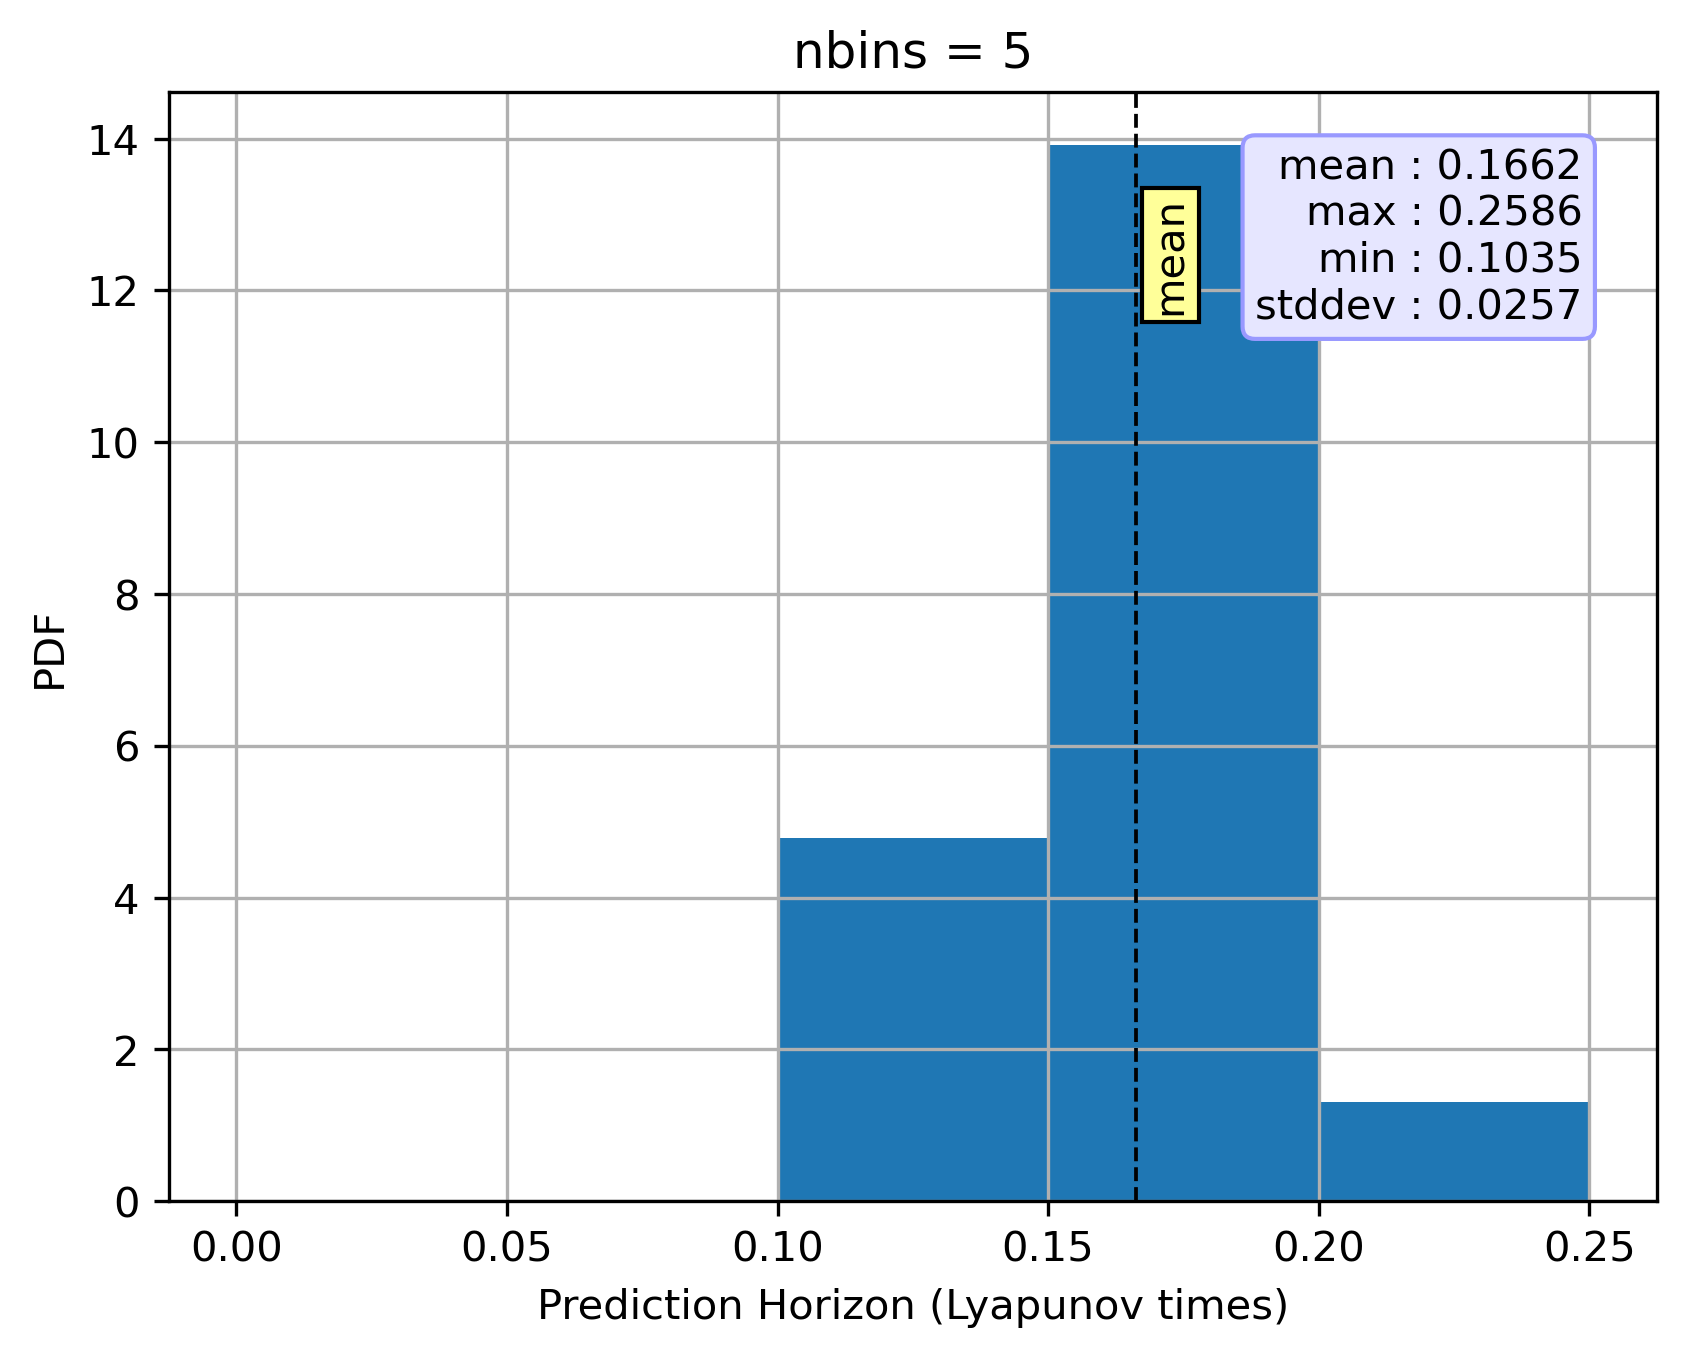 nbins = 5
14
12
10
8
6
4
2
0
PDF
mean
mean : 0.1662
max : 0.2586
min : 0.1035
stddev : 0.0257
0.00 0.05 0.10 0.15 0.20 0.25
Prediction Horizon (Lyapunov times)